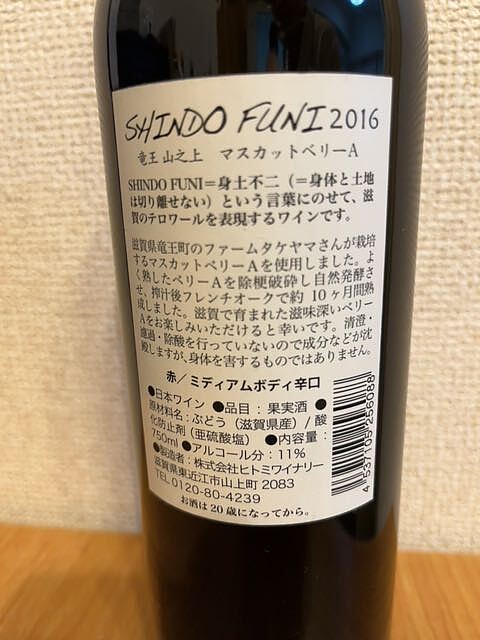 SHINDO FUNI 2016
竜王 山之上　マスカットベリーA
SHINDO FUNI＝身土不二（＝身体と土地
は切り離せない）という言葉にのせて、滋
賀のテロワールを表現するワインです。
滋賀県竜王町のファームタケヤマさんが栽培
するマスカットベリーAを使用しました。よ
く熟したベリーAを除梗破砕し自然発酵さ
せ、搾汁後フレンチオークで約 10 ヶ月間熟
成しました。滋賀で育まれた滋味深いベリー
Aをお楽しみいただけると幸いです。清澄・
濾過・除酸を行っていないので成分などが沈
殿しますが、身体を害するものではありません。
赤／ミディアムボディ辛口
●日本ワイン ●品目：果実酒 ●
原材料名：ぶどう（滋賀県産）/ 酸
化防止剤（亜硫酸塩） ●内容量：
750ml ●アルコール分：11%
●製造者：株式会社ヒトミワイナリー
滋賀県東近江市山上町 2083
TEL 0120-80-4239
お酒は 20 歳になってから。
4 537105 256088